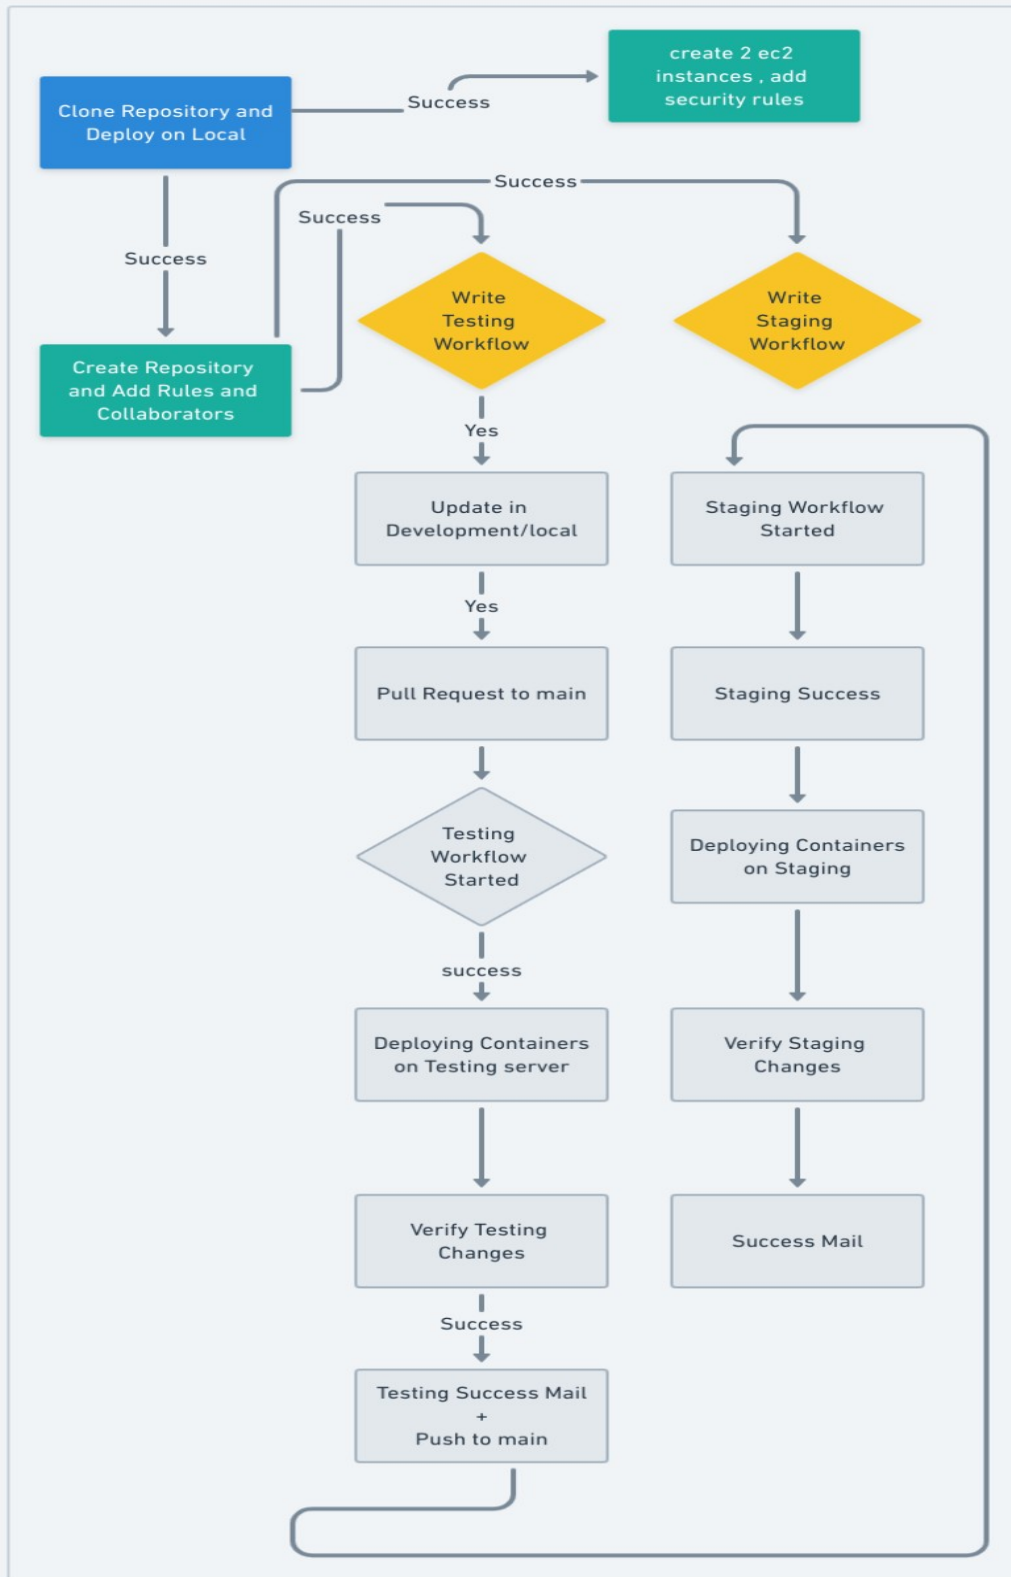 create 2 ec2
instances , add
security rules
Clone Repository and
Deploy on Local
Success
Success
Success
Success
Write
Testing
Workflow
Write
Staging
Workflow
Create Repository
and Add Rules and
Collaborators
Yes
Update in
Development/local
Staging Workflow
Started
Yes
Pull Request to main
Staging Success
Testing
Workflow
Started
Deploying Containers
on Staging
success
Deploying Containers
on Testing server
Verify Staging
Changes
Verify Testing
Changes
Success Mail
Success
Testing Success Mail
+
Push to main